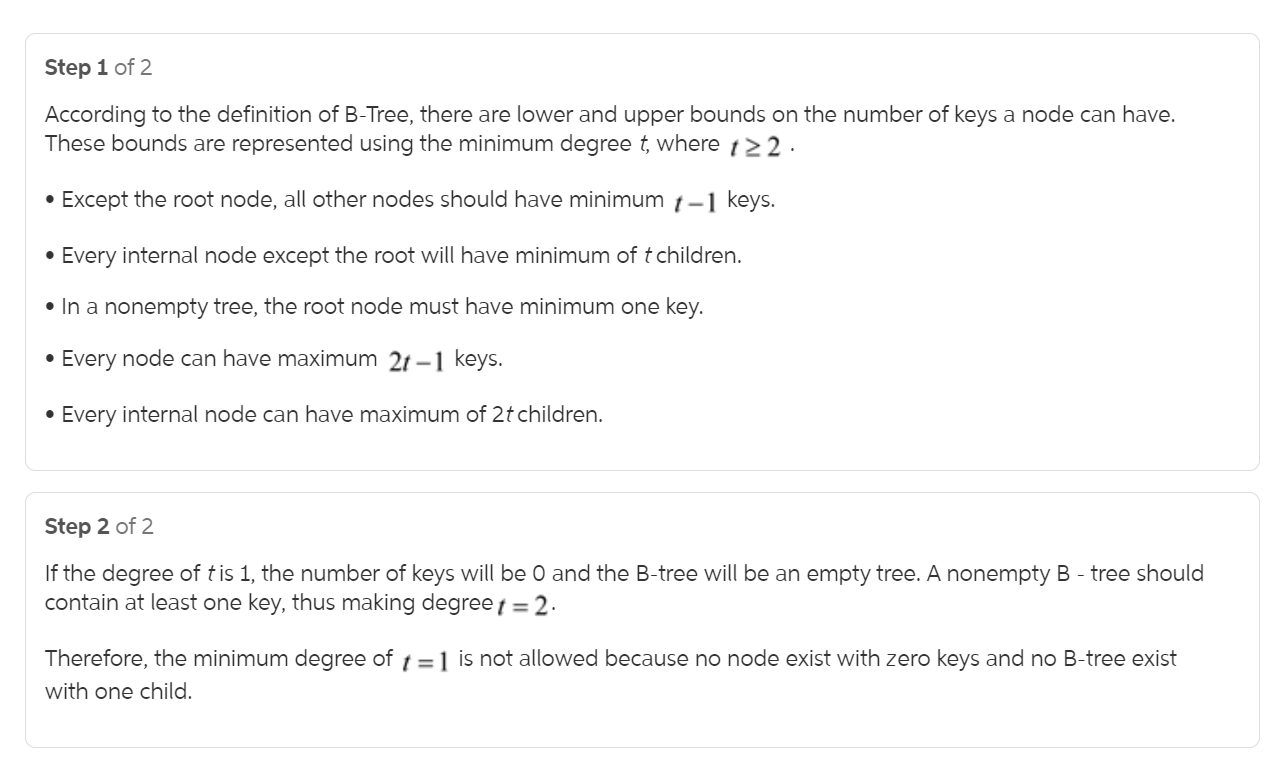 Step 1 of 2
According to the definition of B-Tree, there are lower and upper bounds on the number of keys a node can have.
These bounds are represented using the minimum degree t, where t ≥ 2 .
• Except the root node, all other nodes should have minimum t − 1 keys.
• Every internal node except the root will have minimum of t children.
• In a nonempty tree, the root node must have minimum one key.
• Every node can have maximum 2t − 1 keys.
• Every internal node can have maximum of 2t children.
Step 2 of 2
If the degree of t is 1, the number of keys will be 0 and the B-tree will be an empty tree. A nonempty B - tree should
contain at least one key, thus making degree t = 2.
Therefore, the minimum degree of t = 1 is not allowed because no node exist with zero keys and no B-tree exist
with one child.